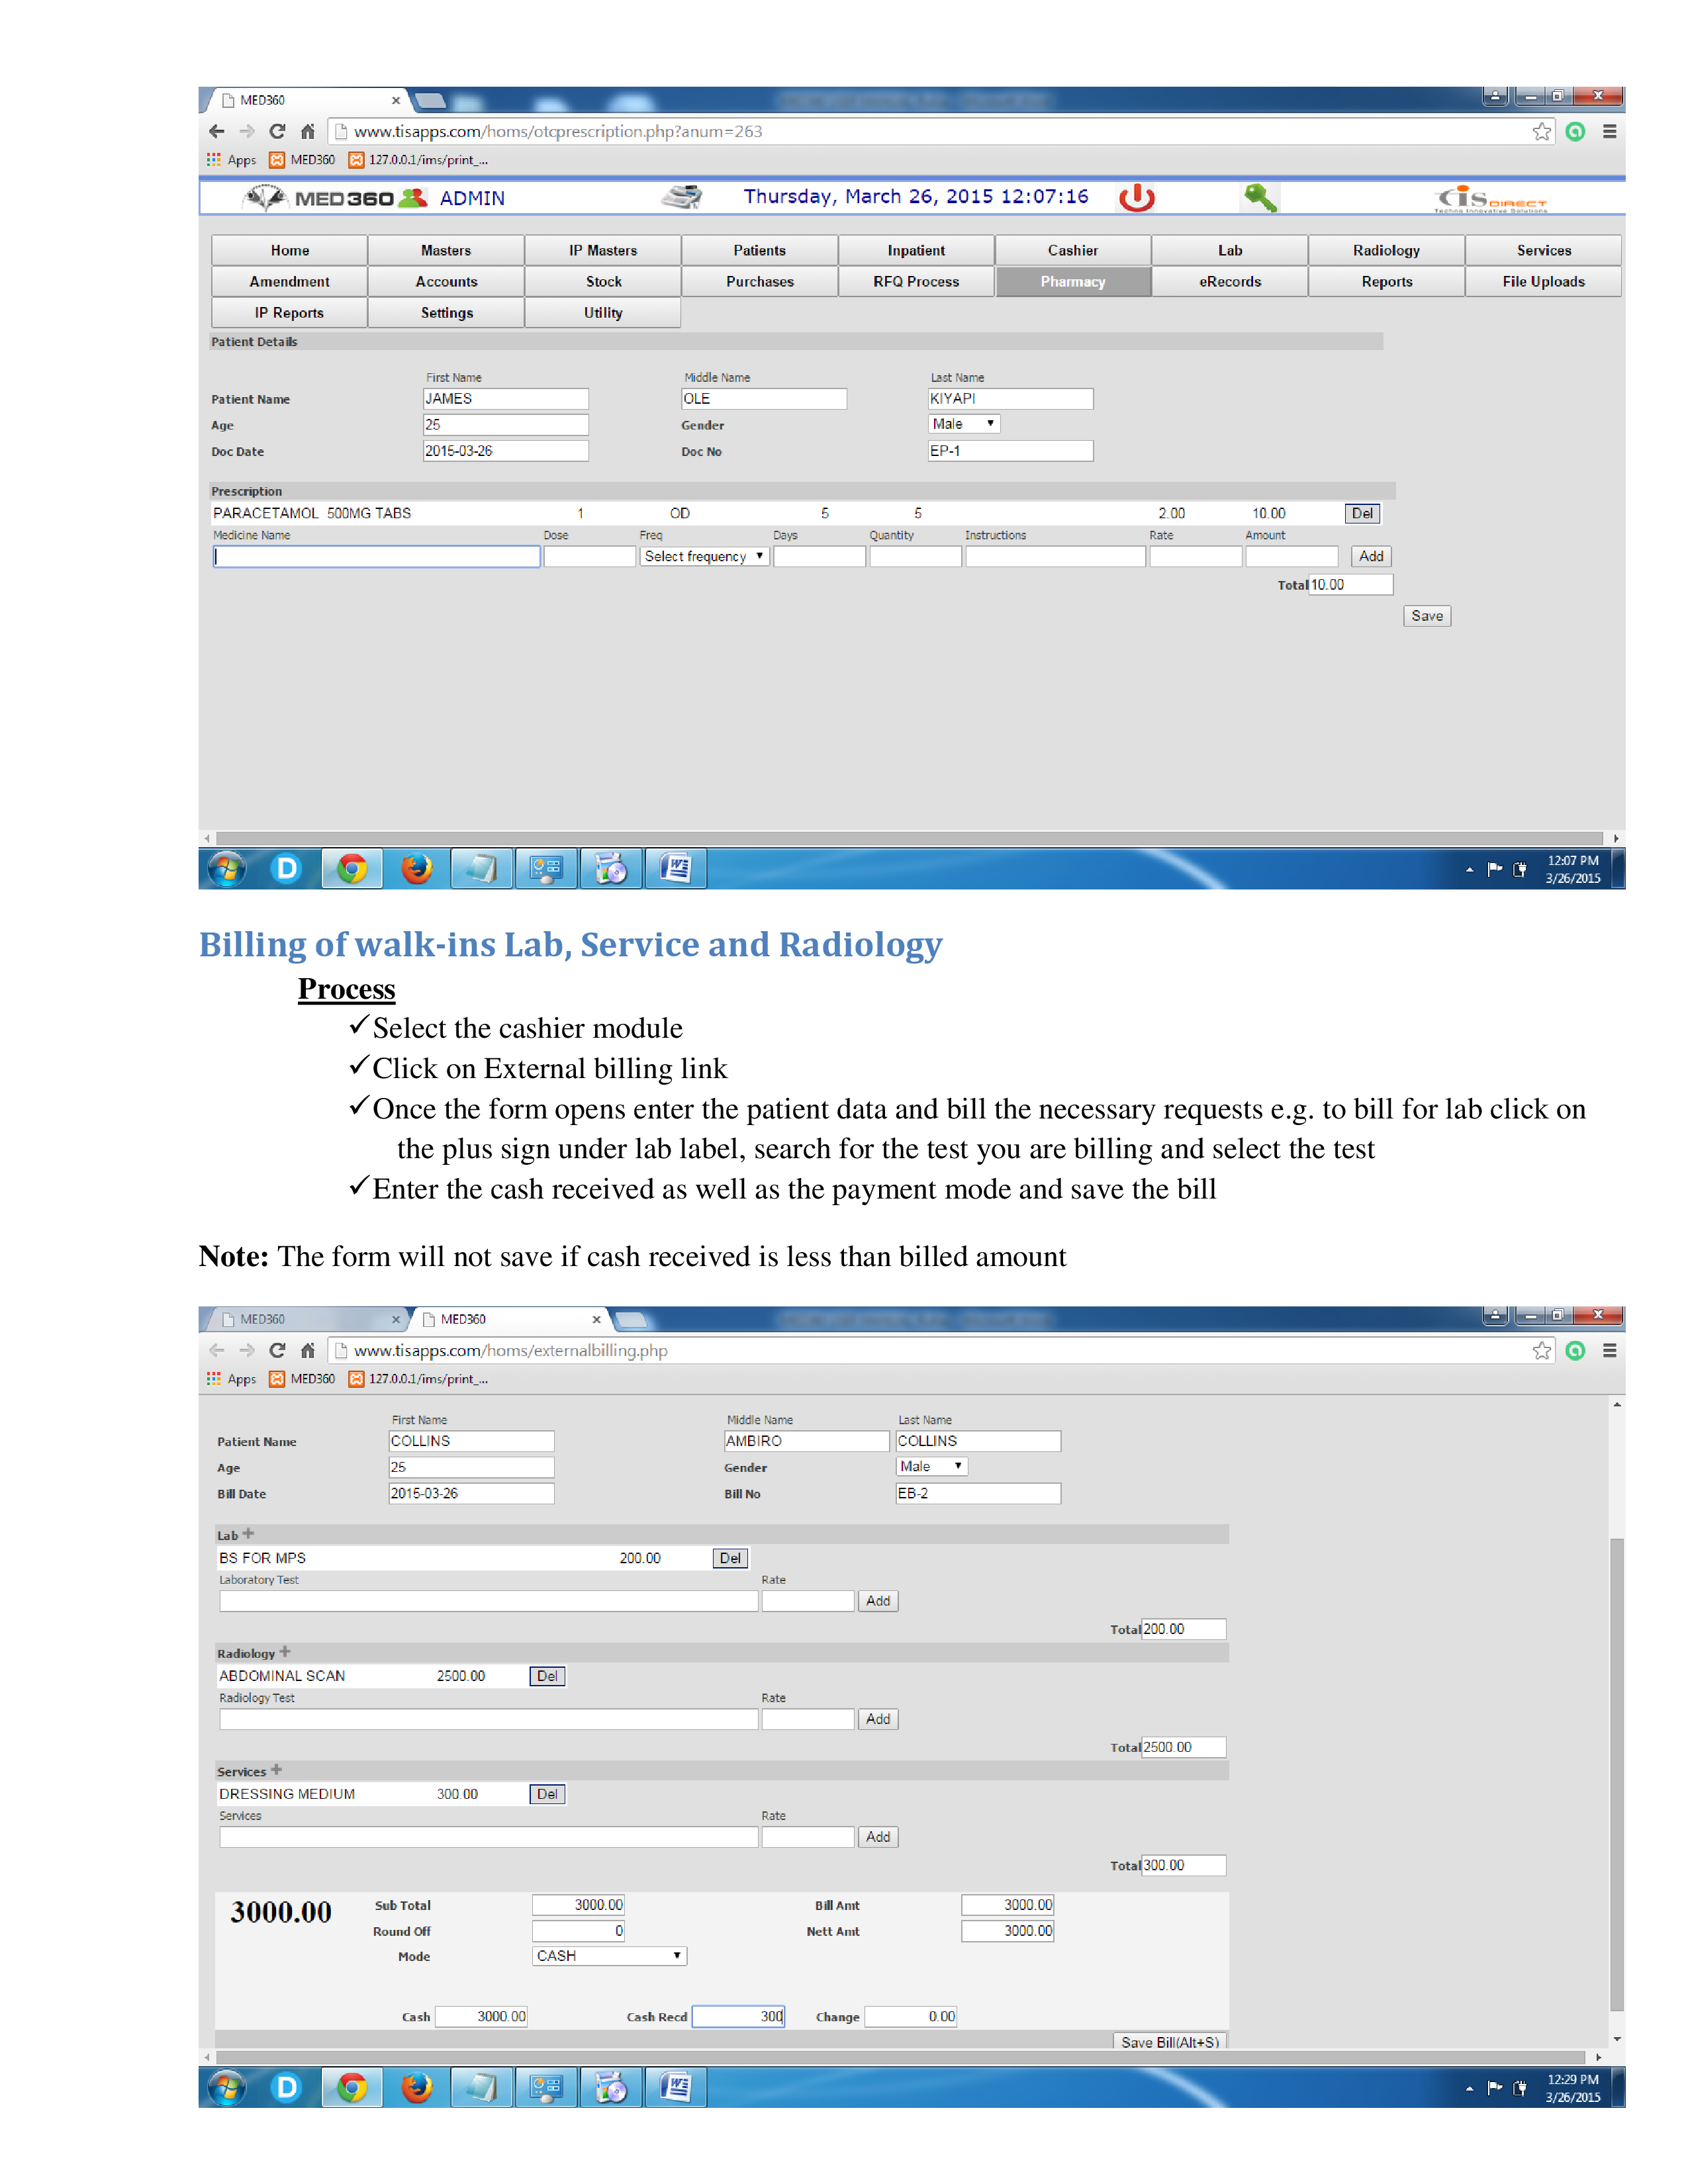 MED360
www.tisapps.com/homs/otcprescription.php?anum=263
Apps MED360 127.0.0.1/ims/print_...
MED360 ADMIN Thursday, March 26, 2015 12:07:16 TiS DIRECT
Home Masters IP Masters Patients Inpatient Cashier Lab Radiology Services
Amendment Accounts Stock Purchases RFQ Process Pharmacy eRecords Reports File Uploads
IP Reports Settings Utility
Patient Details
First Name Middle Name Last Name
Patient Name JAMES OLE KIYAPI
Age 25 Gender Male
Doc Date 2015-03-26 Doc No EP-1
Prescription
PARACETAMOL 500MG TABS 1 OD 5 5 2.00 10.00 Del
Medicine Name Dose Freq Days Quantity Instructions Rate Amount
Select frequency Add
Total 10.00
Save
12:07 PM
3/26/2015
Billing of walk-ins Lab, Service and Radiology
Process
✓Select the cashier module
✓Click on External billing link
✓Once the form opens enter the patient data and bill the necessary requests e.g. to bill for lab click on
the plus sign under lab label, search for the test you are billing and select the test
✓Enter the cash received as well as the payment mode and save the bill
Note: The form will not save if cash received is less than billed amount
MED360 MED360
www.tisapps.com/homs/externalbilling.php
Apps MED360 127.0.0.1/ims/print_...
First Name Middle Name Last Name
Patient Name COLLINS AMBIRO COLLINS
Age 25 Gender Male
Bill Date 2015-03-26 Bill No EB-2
Lab +
BS FOR MPS 200.00 Del
Laboratory Test Rate
Add
Total 200.00
Radiology +
ABDOMINAL SCAN 2500.00 Del
Radiology Test Rate
Add
Total 2500.00
Services +
DRESSING MEDIUM 300.00 Del
Services Rate
Add
Total 300.00
3000.00 Sub Total 3000.00 Bill Amt 3000.00
Round Off 0 Nett Amt 3000.00
Mode CASH
Cash 3000.00 Cash Recd 300 Change 0.00
Save Bill(Alt+S)
12:29 PM
3/26/2015